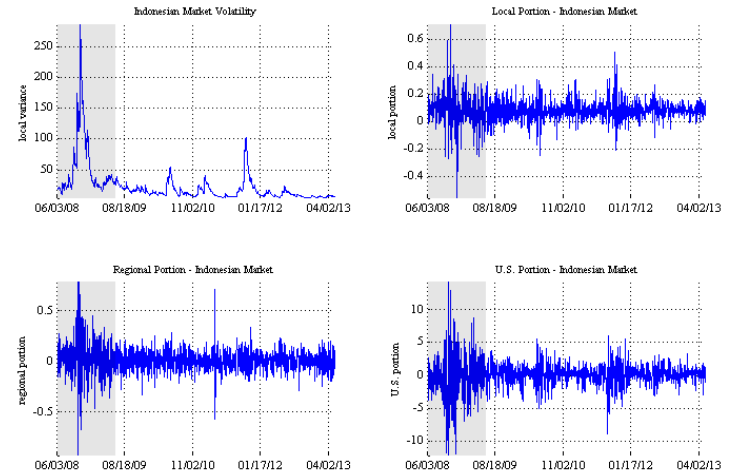 Indonesian Market Volatility
local variance
250
200
150
100
50
06/03/08 08/18/09 11/02/10 01/17/12 04/02/13
Local Portion - Indonesian Market
local portion
0.6
0.4
0.2
0
-0.2
-0.4
06/03/08 08/18/09 11/02/10 01/17/12 04/02/13
Regional Portion - Indonesian Market
regional portion
0.5
0
-0.5
06/03/08 08/18/09 11/02/10 01/17/12 04/02/13
U.S. Portion - Indonesian Market
U.S. portion
10
5
0
-5
-10
06/03/08 08/18/09 11/02/10 01/17/12 04/02/13